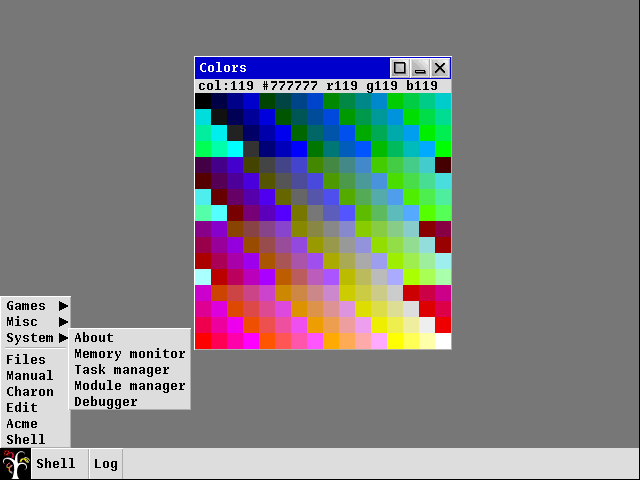 Colors
col:119 #777777 r119 g119 b119
Games
Misc
System
Files
Manual
Charon
Edit
Acme
Shell
About
Memory monitor
Task manager
Module manager
Debugger
Shell
Log